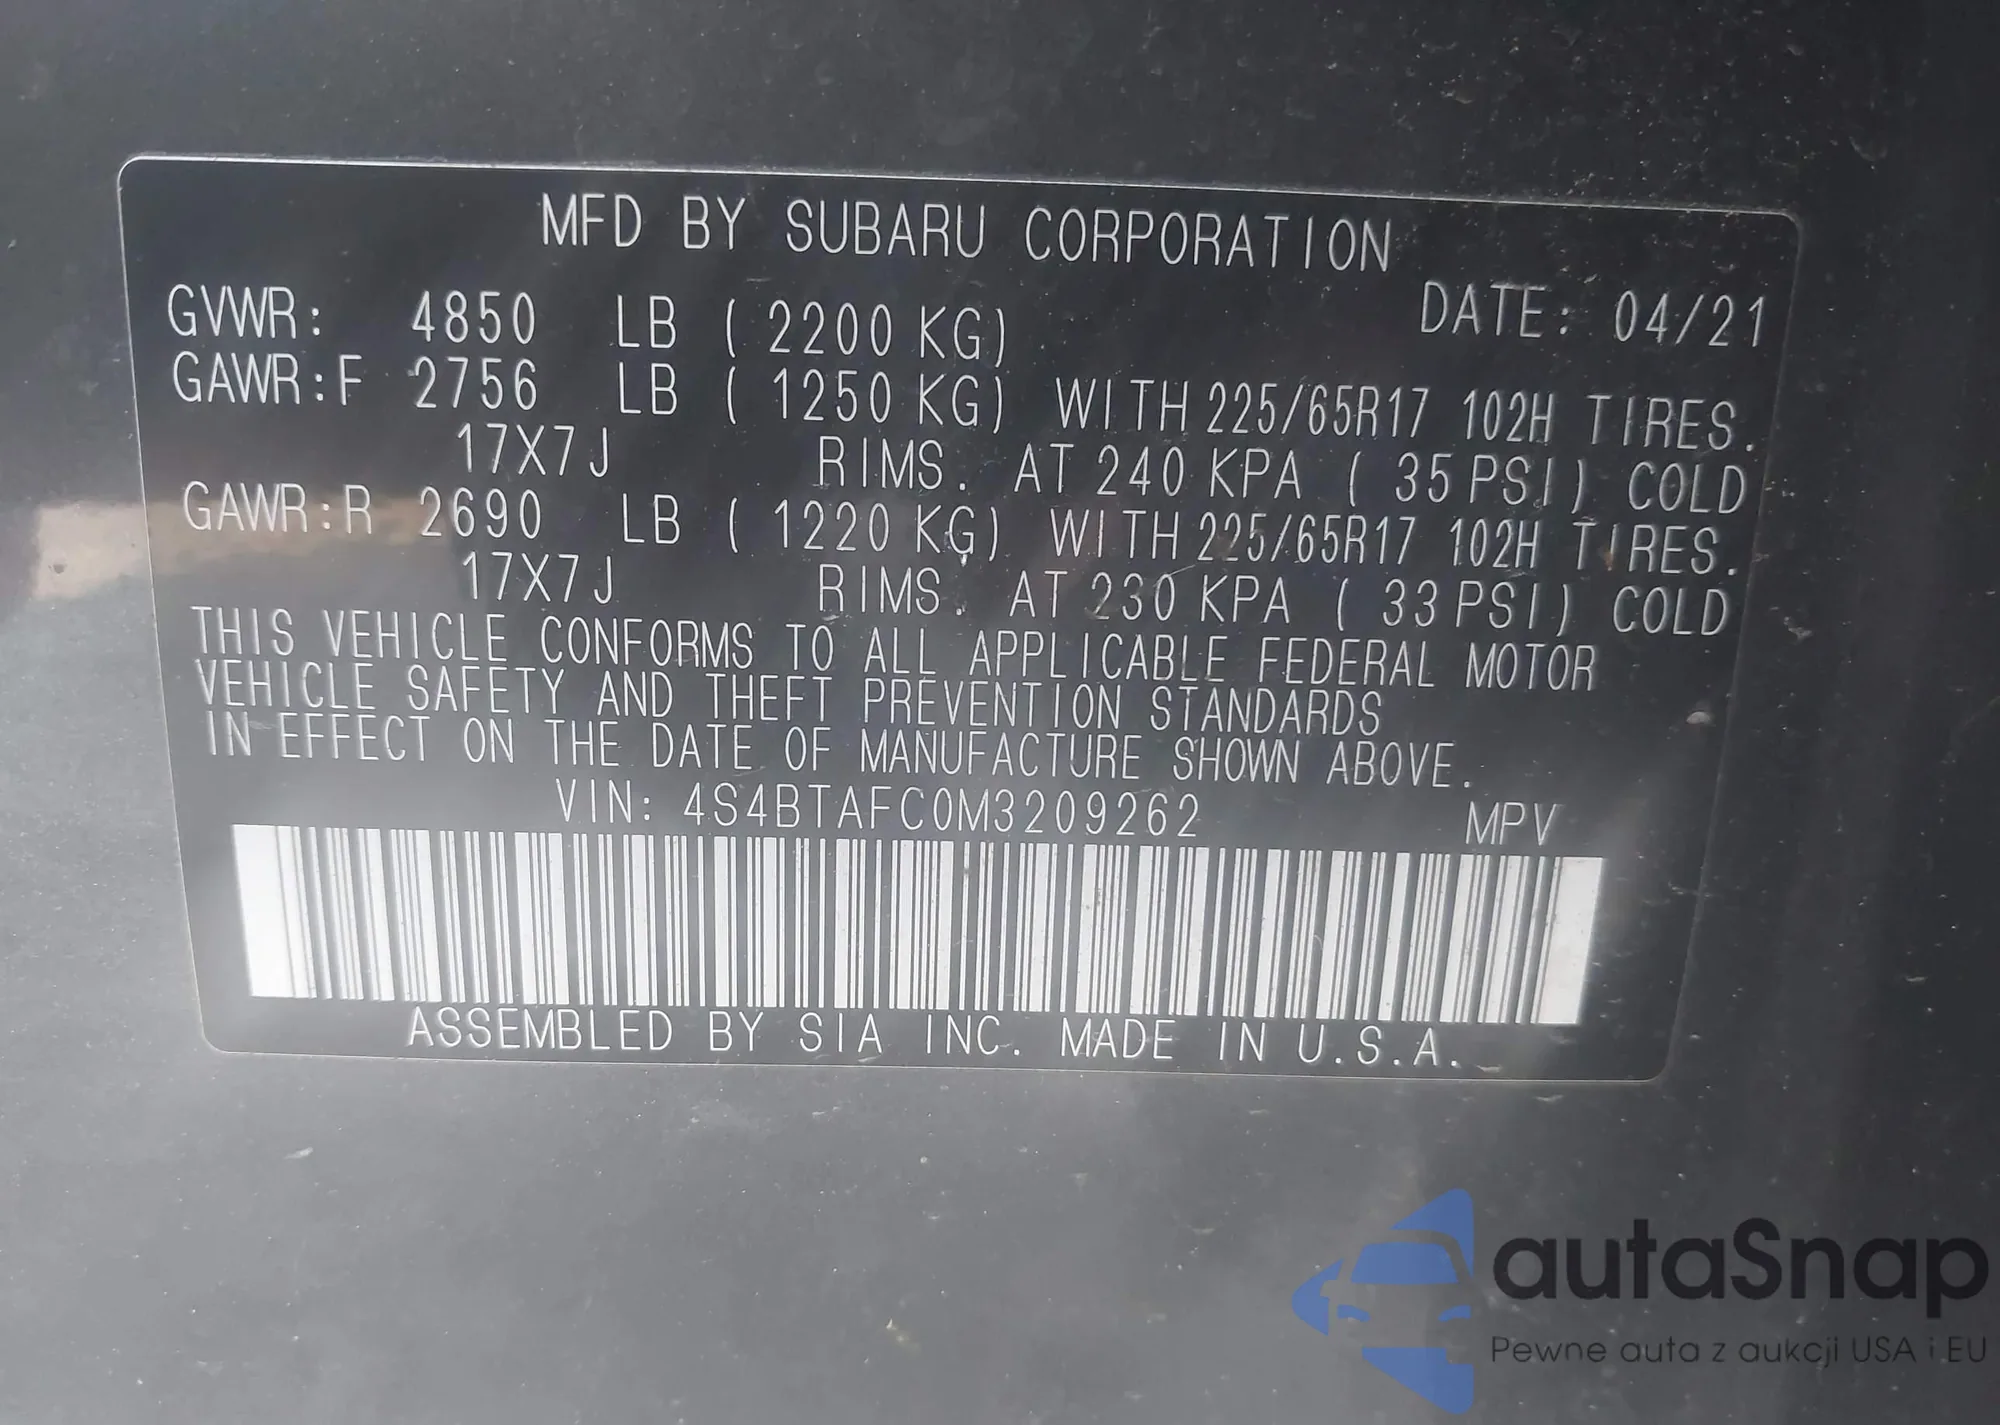 MFD BY SUBARU CORPORATION
DATE: 04/21
GVWR: 4850 LB ( 2200 KG)
GAWR:F 2756 LB ( 1250 KG) WITH 225/65R17 102H TIRES.
17X7J RIMS. AT 240 KPA ( 35 PSI) COLD
GAWR:R 2690 LB ( 1220 KG) WITH 225/65R17 102H TIRES.
17X7J RIMS. AT 230 KPA ( 33 PSI) COLD
THIS VEHICLE CONFORMS TO ALL APPLICABLE FEDERAL MOTOR
VEHICLE SAFETY AND THEFT PREVENTION STANDARDS
IN EFFECT ON THE DATE OF MANUFACTURE SHOWN ABOVE.
VIN: 4S4BTAFC0M3209262 MPV
ASSEMBLED BY SIA INC. MADE IN U.S.A.
autaSnap
Pewne auta z aukcji USA i EU